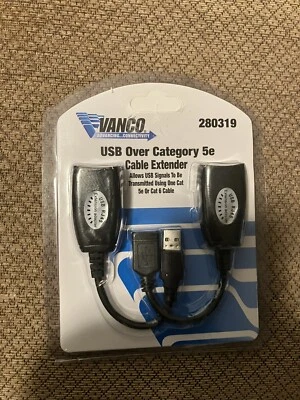 VANCO
ADVANCING...CONNECTIVITY
280319
USB Over Category 5e
Cable Extender
Allows USB Signals To Be
Transmitted Using One Cat
5e Or Cat 6 Cable